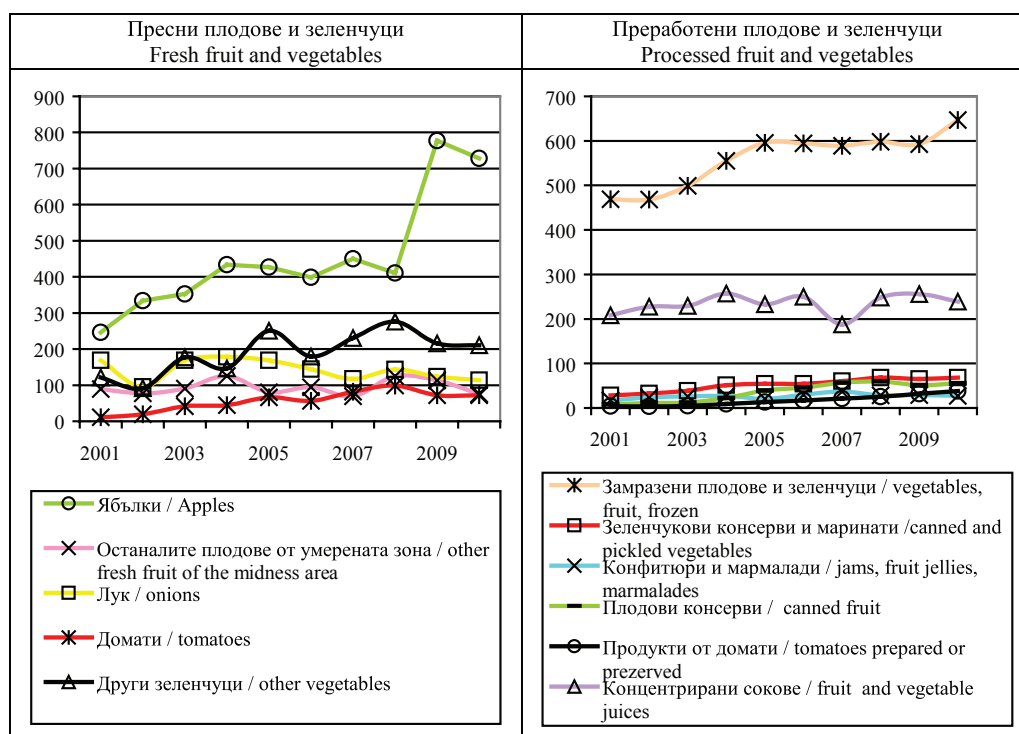 Пресни плодове и зеленчуци
Fresh fruit and vegetables
Преработени плодове и зеленчуци
Processed fruit and vegetables
900
800
700
600
500
400
300
200
100
0
2001 2003 2005 2007 2009
700
600
500
400
300
200
100
0
2001 2003 2005 2007 2009
Ябълки / Apples
Останалите плодове от умерената зона / other
fresh fruit of the midness area
Лук / onions
Домати / tomatoes
Други зеленчуци / other vegetables
Замразени плодове и зеленчуци / vegetables,
fruit, frozen
Зеленчукови консерви и маринати /canned and
pickled vegetables
Конфитюри и мармалади / jams, fruit jellies,
marmalades
Плодови консерви / canned fruit
Продукти от домати / tomatoes prepared or
prezerved
Концентрирани сокове / fruit and vegetable
juices